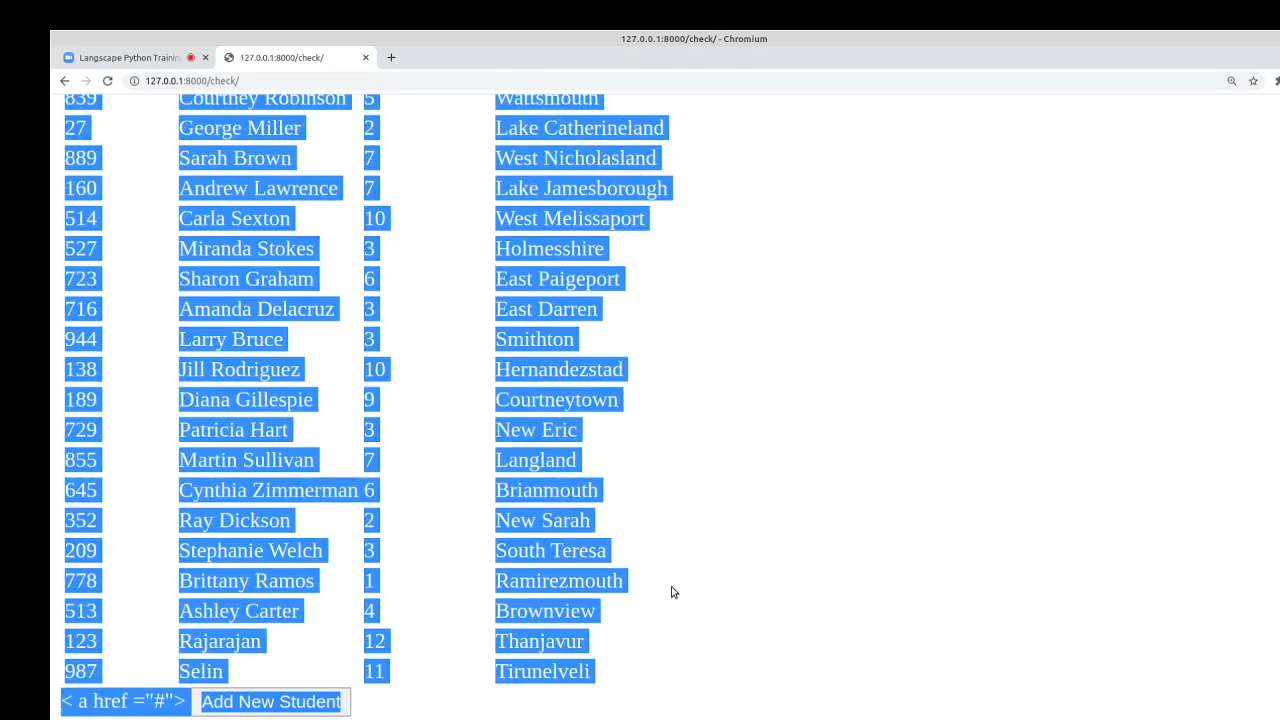 127.0.0.1:8000/check/ - Chromium
Langscape Python Trainin 127.0.0.1:8000/check/
127.0.0.1:8000/check/
839 Courtney Robinson 5 Wattsmouth
27 George Miller 2 Lake Catherineland
889 Sarah Brown 7 West Nicholasland
160 Andrew Lawrence 7 Lake Jamesborough
514 Carla Sexton 10 West Melissaport
527 Miranda Stokes 3 Holmesshire
723 Sharon Graham 6 East Paigeport
716 Amanda Delacruz 3 East Darren
944 Larry Bruce 3 Smithton
138 Jill Rodriguez 10 Hernandezstad
189 Diana Gillespie 9 Courtneytown
729 Patricia Hart 3 New Eric
855 Martin Sullivan 7 Langland
645 Cynthia Zimmerman 6 Brianmouth
352 Ray Dickson 2 New Sarah
209 Stephanie Welch 3 South Teresa
778 Brittany Ramos 1 Ramirezmouth
513 Ashley Carter 4 Brownview
123 Rajarajan 12 Thanjavur
987 Selin 11 Tirunelveli
< a href ="#"> Add New Student